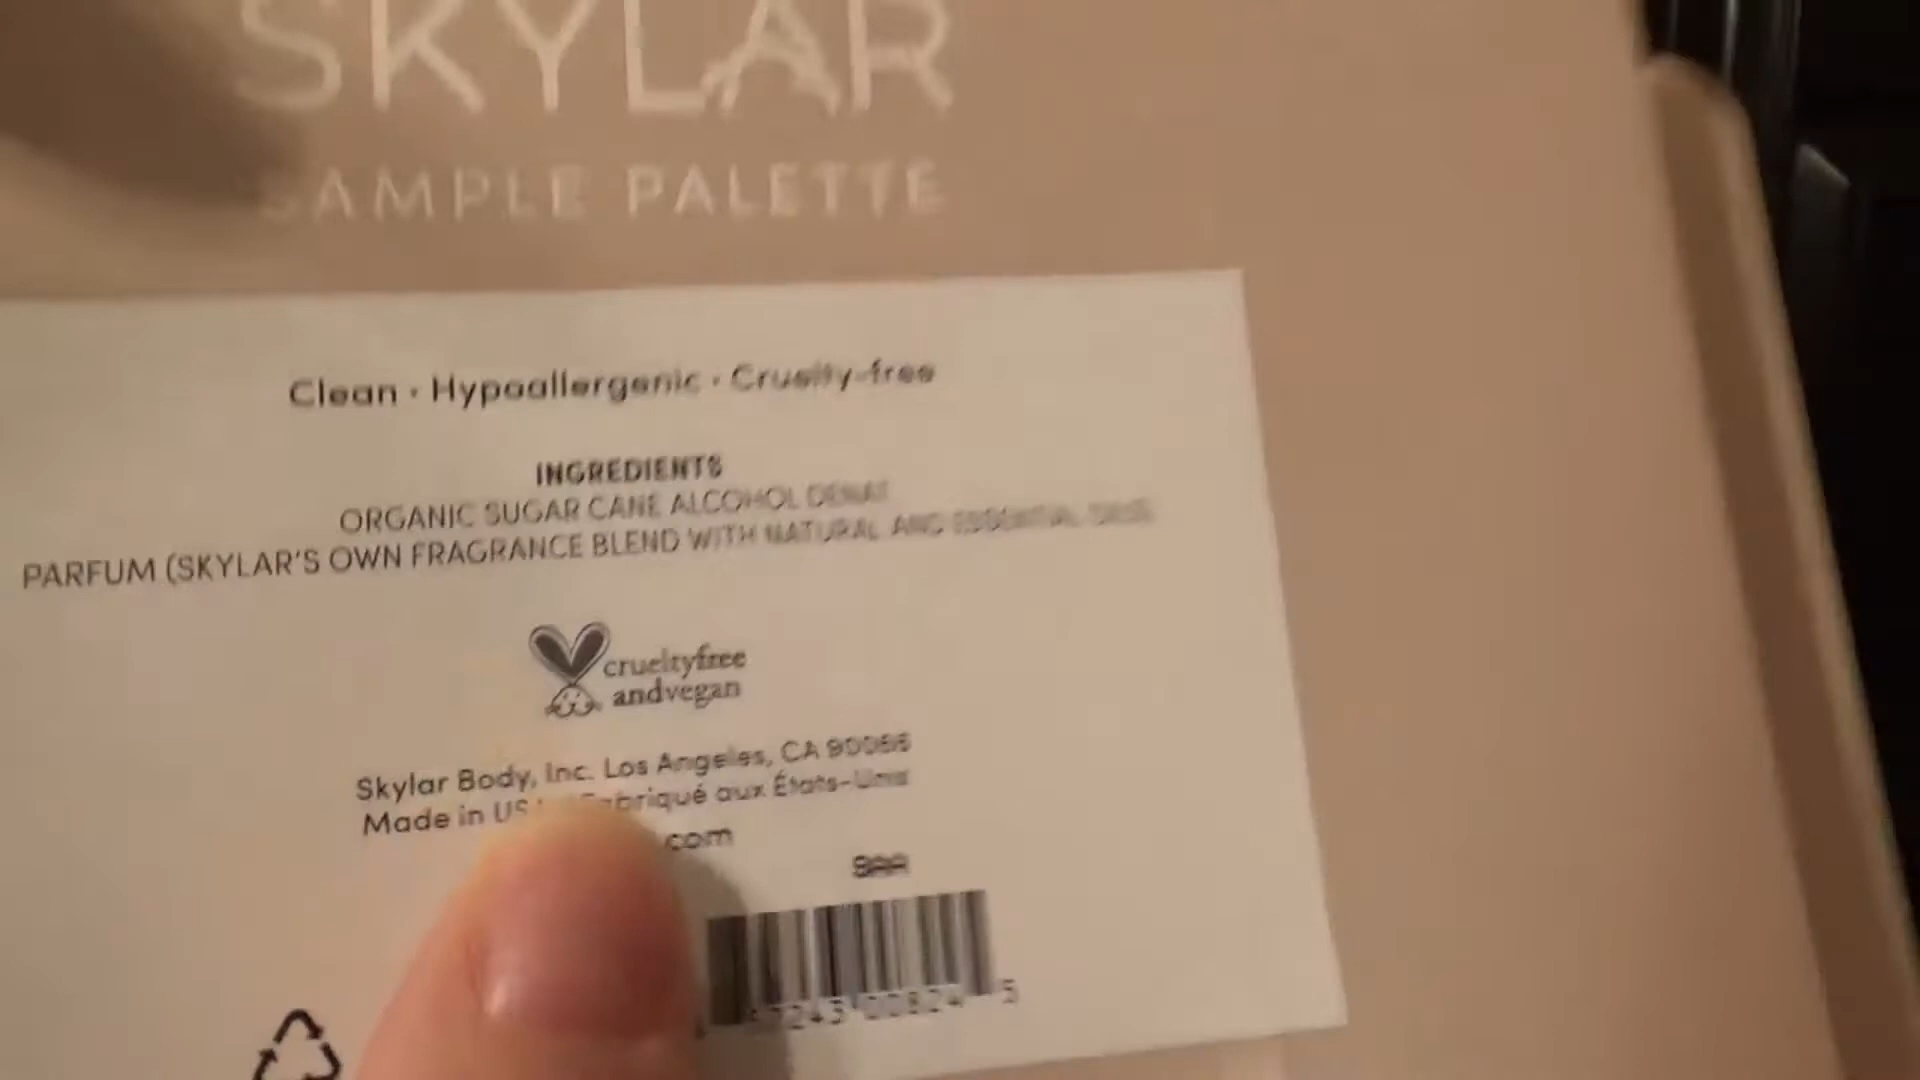 SKYLAR
SAMPLE PALETTE
Clean · Hypoallergenic · Cruelty-free
INGREDIENTS
ORGANIC SUGAR CANE ALCOHOL DENAT
PARFUM (SKYLAR'S OWN FRAGRANCE BLEND WITH NATURAL AND ESSENTIAL
crueltyfree
andvegan
Skylar Body, Inc. Los Angeles, CA 90066
Made in US Fabriqué aux États-Unis
.com
5